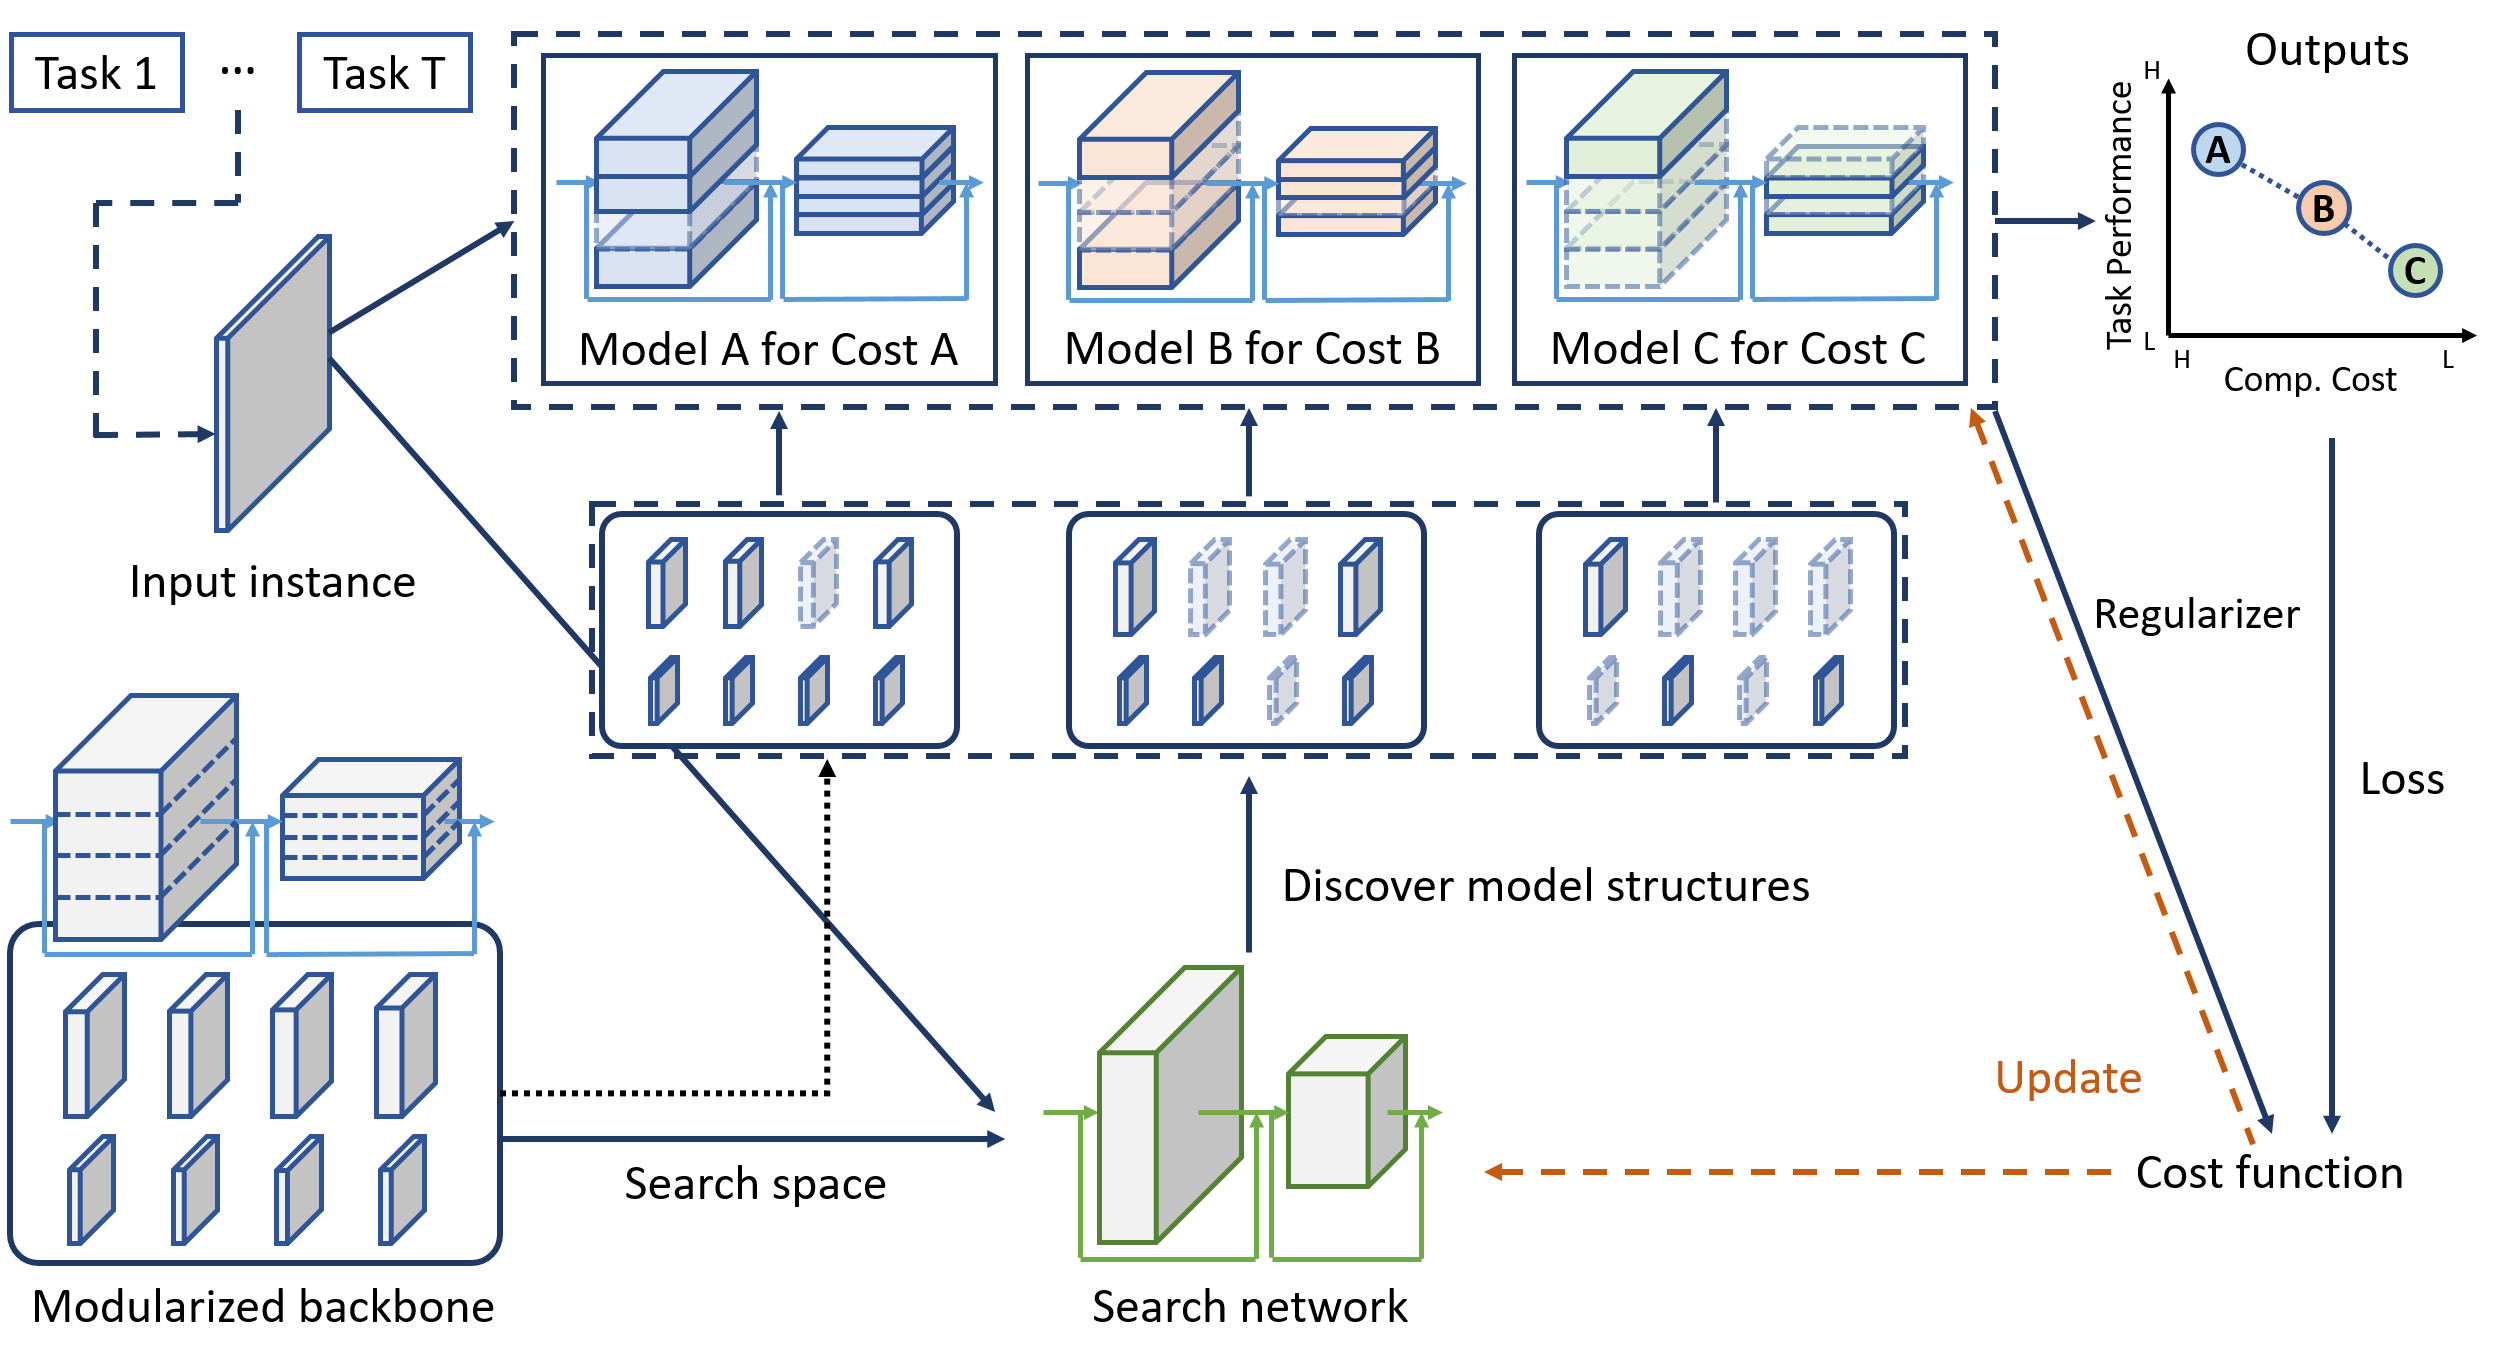 Task 1
...
Task T
Model A for Cost A
Model B for Cost B
Model C for Cost C
Outputs
Task Performance
H
L
A
B
C
H
L
Comp. Cost
Input instance
Regularizer
Loss
Discover model structures
Update
Search space
Cost function
Modularized backbone
Search network